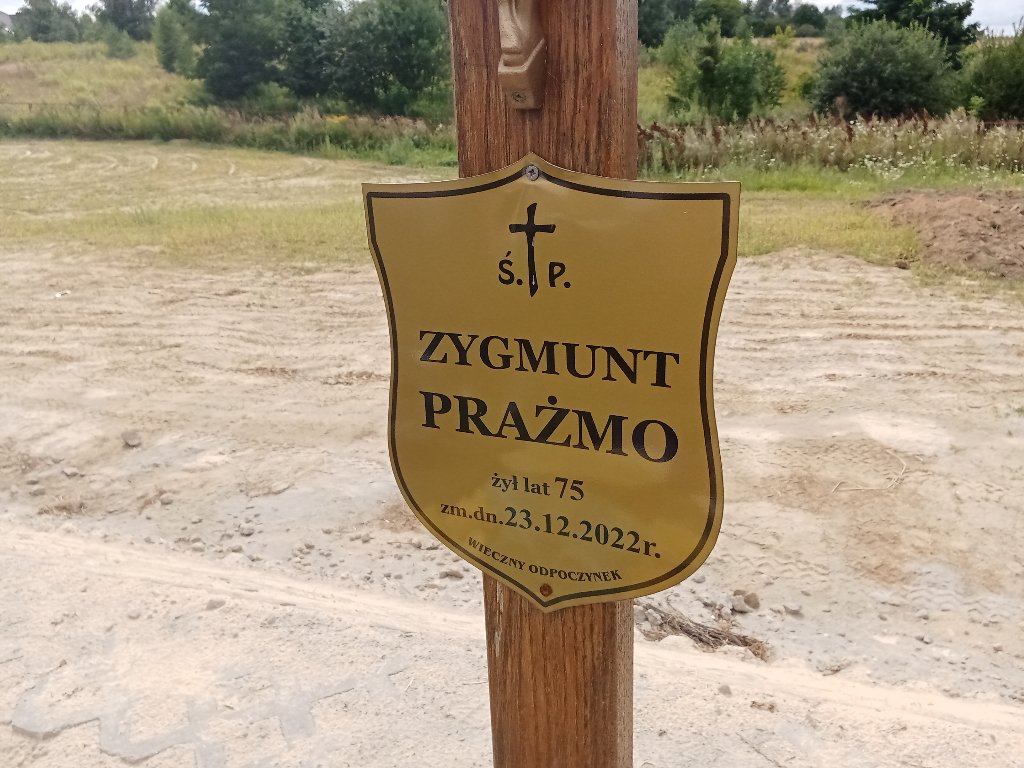 Ś. P.
ZYGMUNT
PRAŻMO
żył lat 75
zm.dn.23.12.2022r.
WIECZNY ODPOCZYNEK